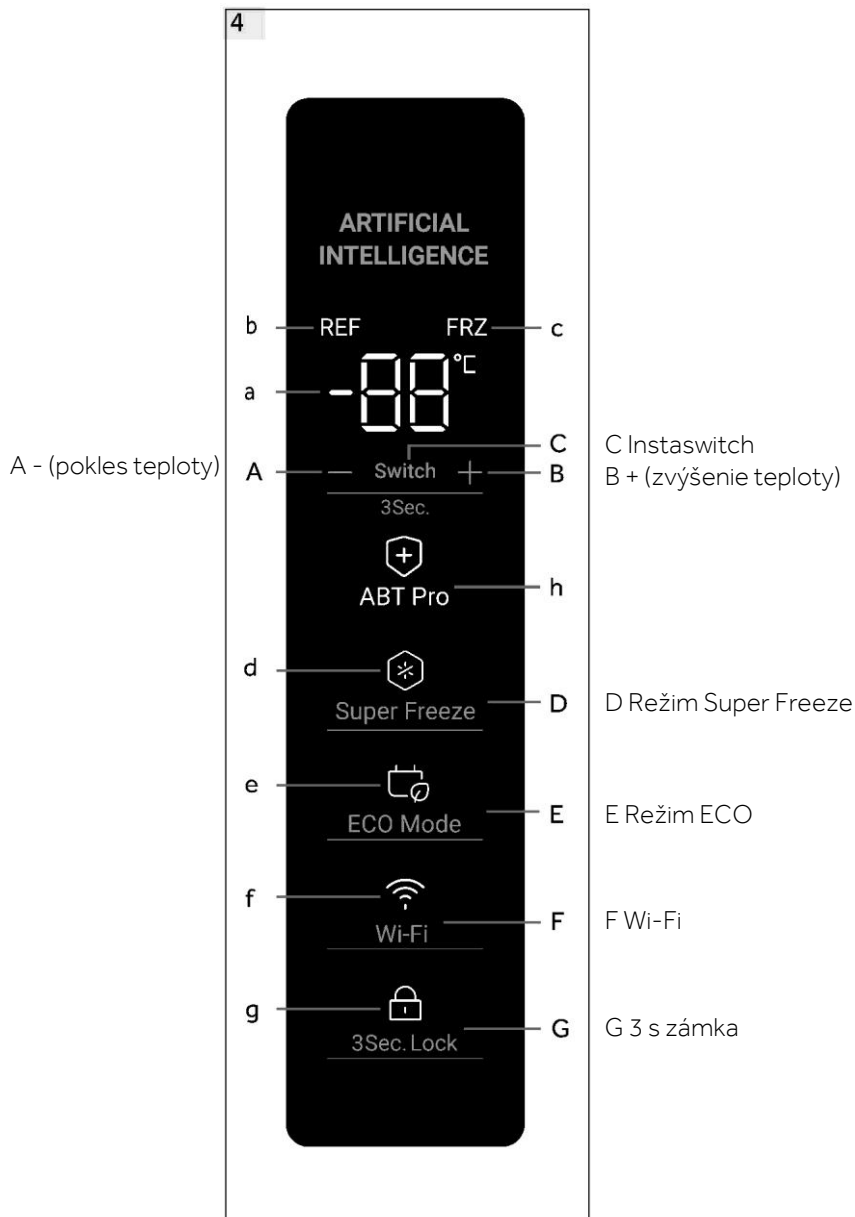 4
ARTIFICIAL
INTELLIGENCE
b REF FRZ c
a -88 °C
C C Instaswitch
A - (pokles teploty) A — Switch + B B + (zvýšenie teploty)
3Sec.
ABT Pro h
d
Super Freeze D D Režim Super Freeze
e
ECO Mode E E Režim ECO
f
Wi-Fi F F Wi-Fi
g
3Sec. Lock G G 3 s zámka